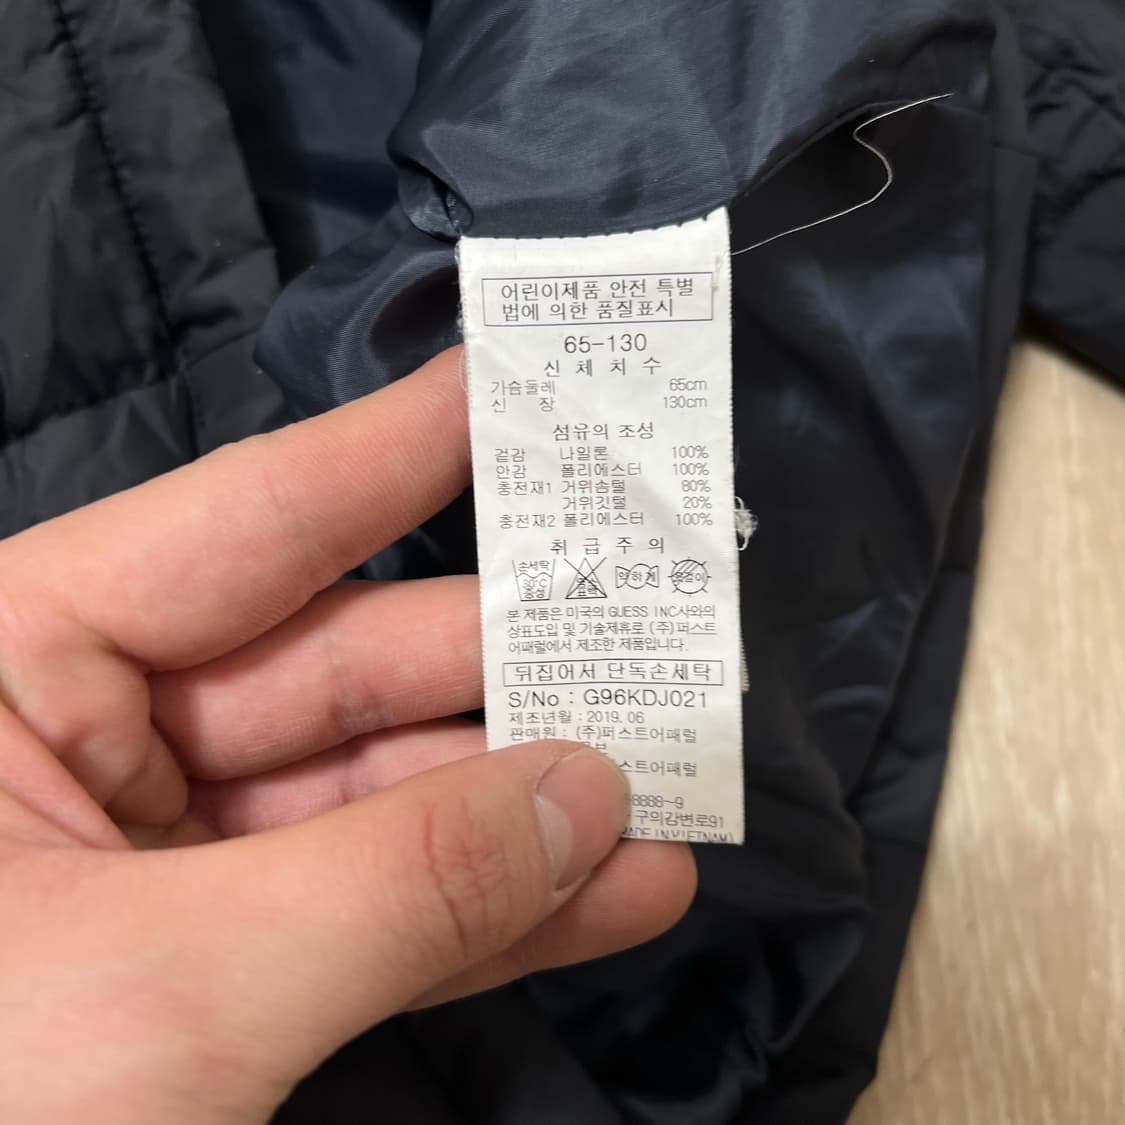 어린이제품 안전 특별
법에 의한 품질표시
65-130
신 체 치 수
가슴둘레 65cm
신 장 130cm
섬유의 조성
겉감 나일론 100%
안감 폴리에스터 100%
충전재1 거위솜털 80%
거위깃털 20%
충전재2 폴리에스터 100%
취 급 주 의
손세탁 30℃ 중성 약하게 옷걸이
본 제품은 미국의 GUESS INC사와의
상표도입 및 기술제휴로 (주)퍼스트
어패럴에서 제조한 제품입니다.
뒤집어서 단독손세탁
S/No : G96KDJ021
제조년월 : 2019. 06
판매원 : (주)퍼스트어패럴
스트어패럴
8888~9
구의강변로91
MADE IN VIETNAM)